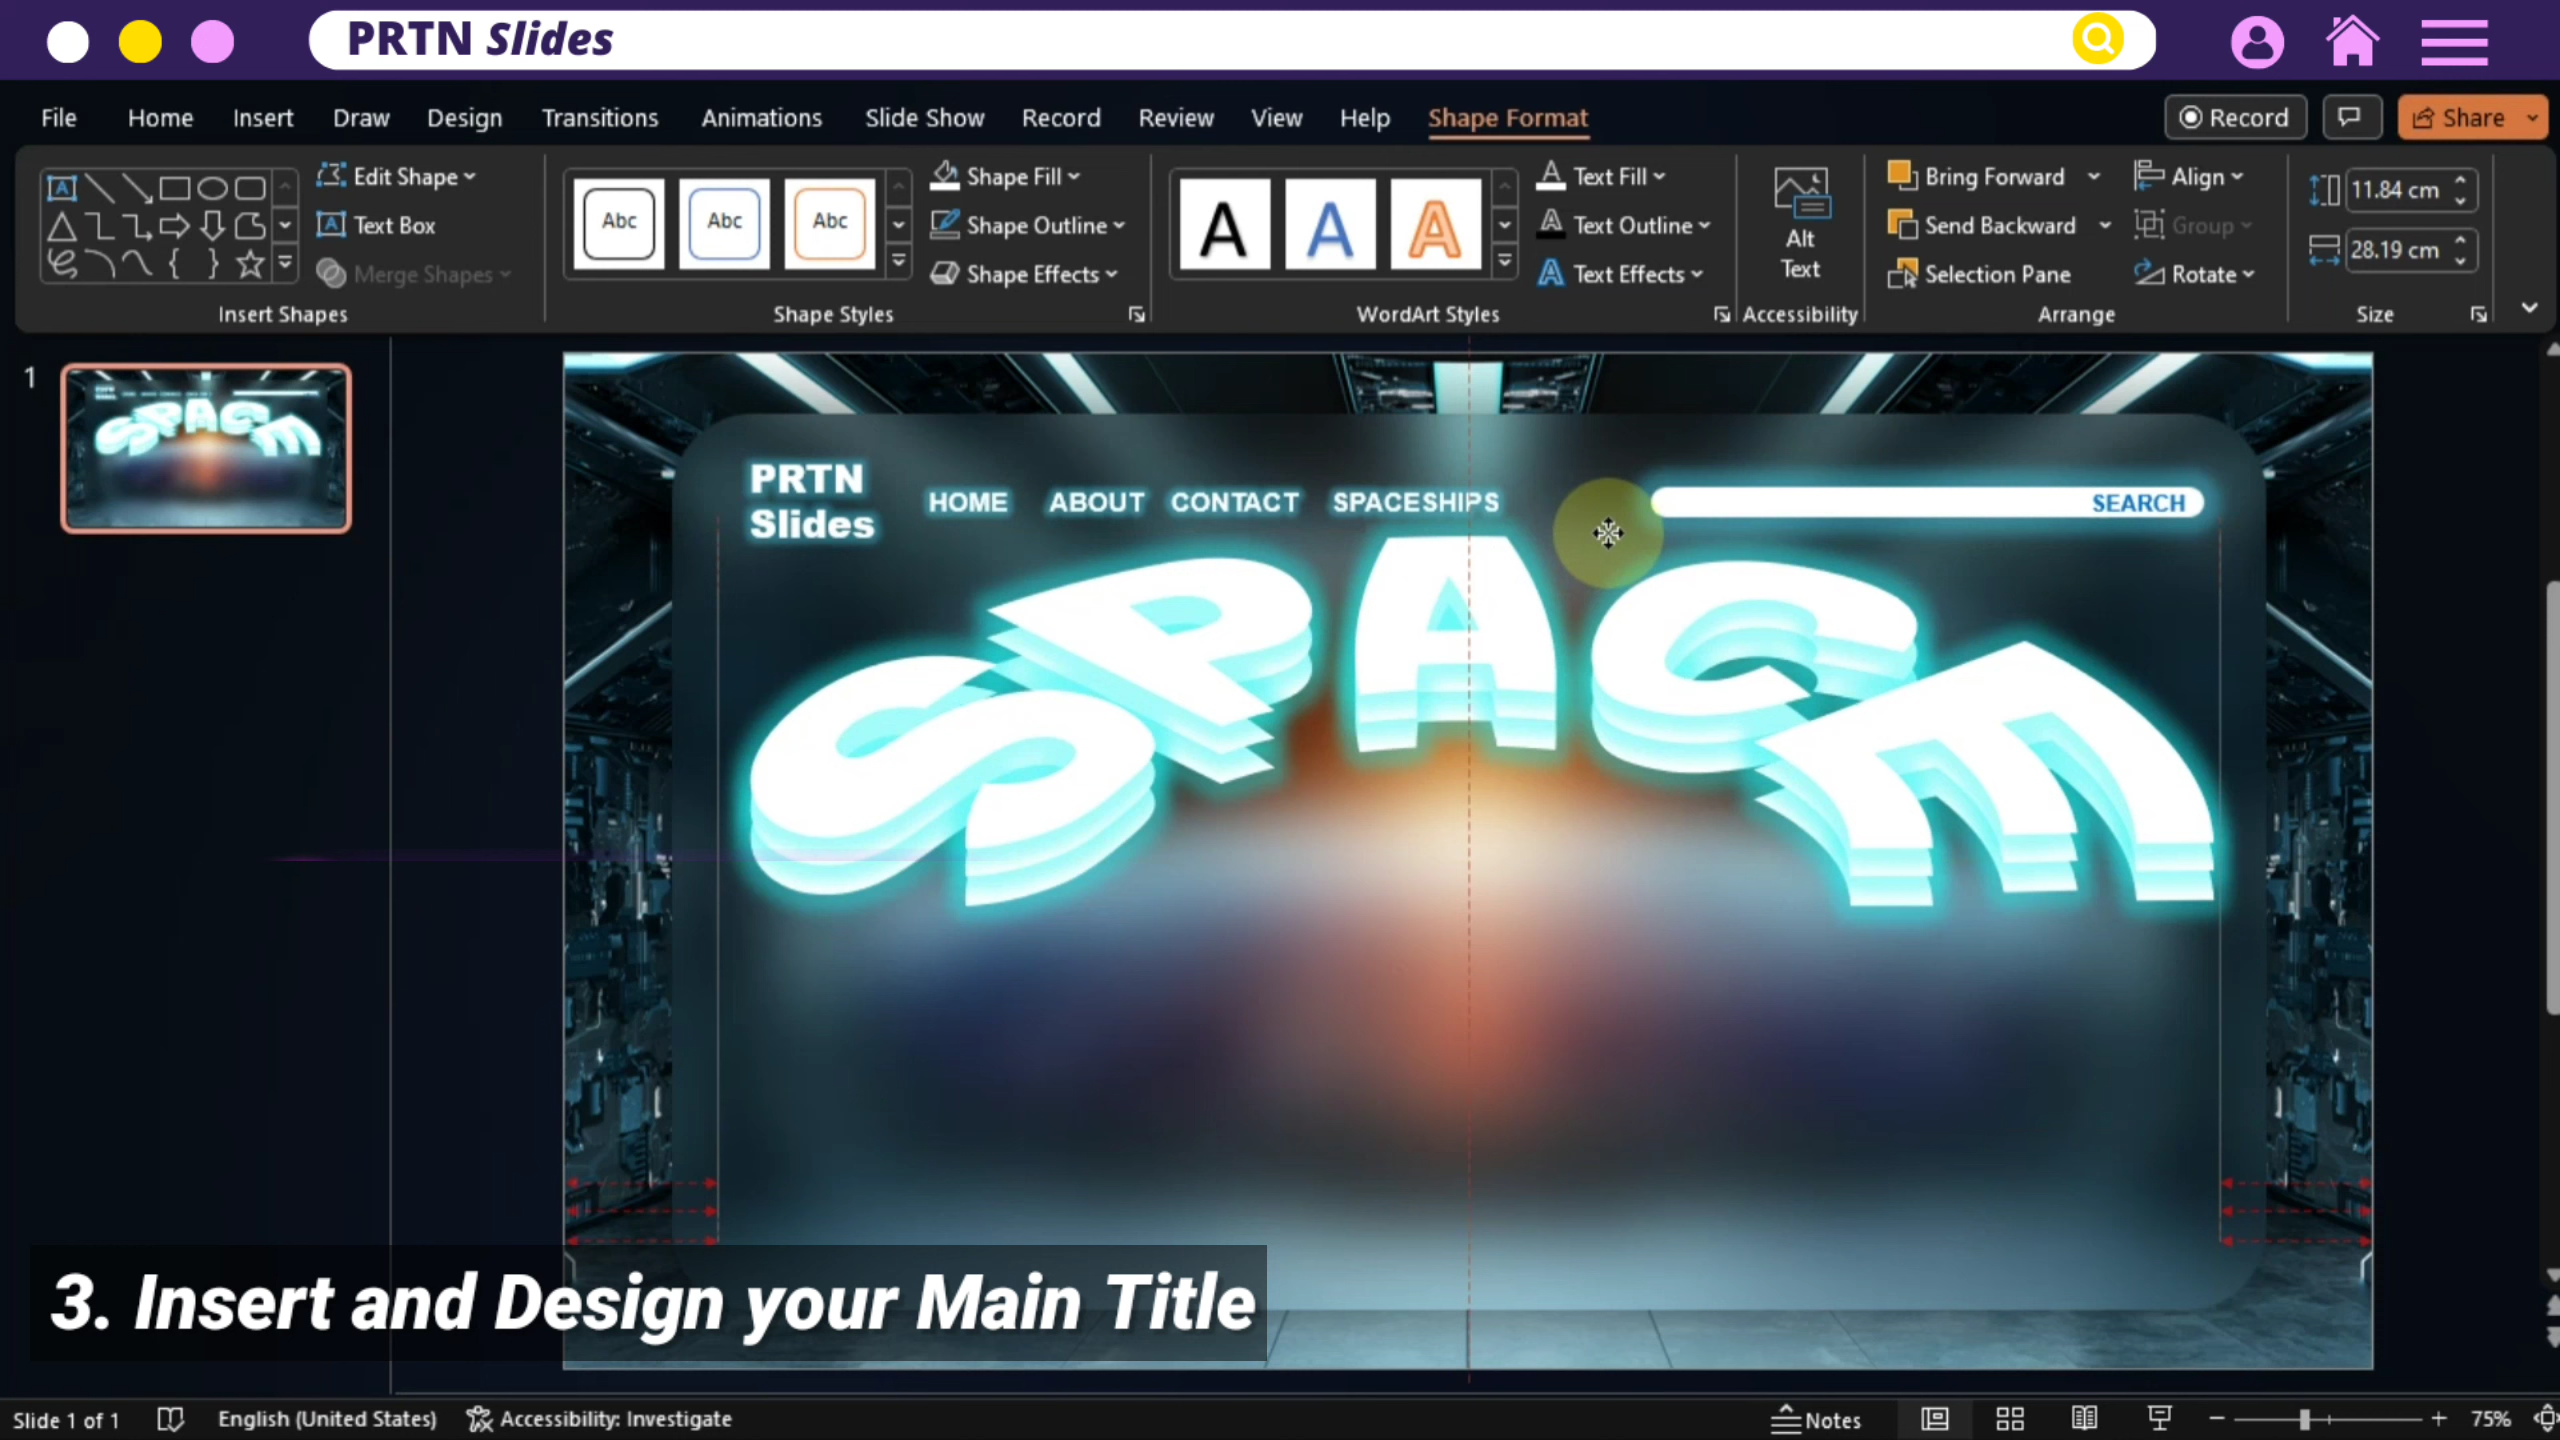 PRTN Slides
File Home Insert Draw Design Transitions Animations Slide Show Record Review View Help Shape Format Record Share
Edit Shape
Text Box
Merge Shapes
Insert Shapes
Abc Abc Abc
Shape Fill
Shape Outline
Shape Effects
Shape Styles
A A A
Text Fill
Text Outline
Text Effects
WordArt Styles
Alt
Text
Accessibility
Bring Forward
Send Backward
Selection Pane
Align
Group
Rotate
Arrange
11.84 cm
28.19 cm
Size
1
PRTN
Slides
HOME ABOUT CONTACT SPACESHIPS
SEARCH
SPACE
3. Insert and Design your Main Title
Slide 1 of 1 English (United States) Accessibility: Investigate Notes 75%